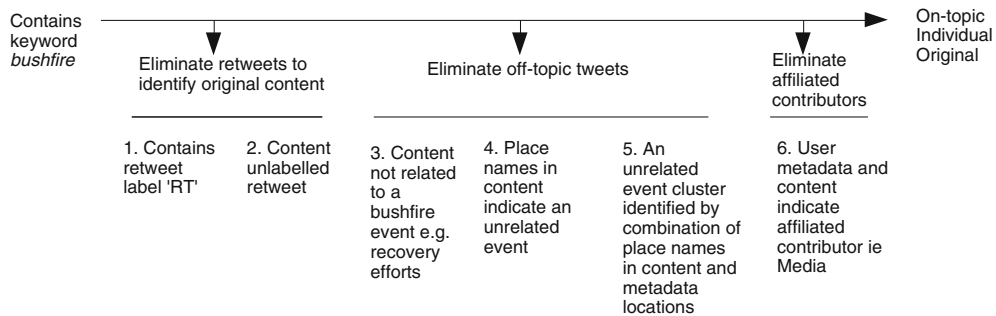 Contains
keyword
bushfire
Eliminate retweets to
identify original content
Eliminate off-topic tweets
Eliminate
affiliated
contributors
On-topic
Individual
Original
1. Contains
retweet
label 'RT'
2. Content
unlabelled
retweet
3. Content
not related
to a
bushfire
event e.g.
recovery
efforts
4. Place
names in
content
indicate an
unrelated
event
5. An
unrelated
event cluster
identified by
combination of
place names
in content and
metadata
locations
6. User
metadata and
content
indicate
affiliated
contributor ie
Media